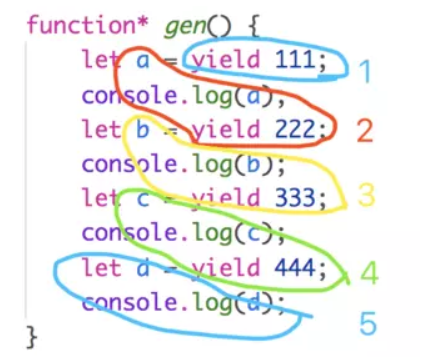 function* gen() {
let a = yield 111; 1
console.log(a);
let b = yield 222; 2
console.log(b);
let c = yield 333; 3
console.log(c);
let d = yield 444; 4
console.log(d); 5
}